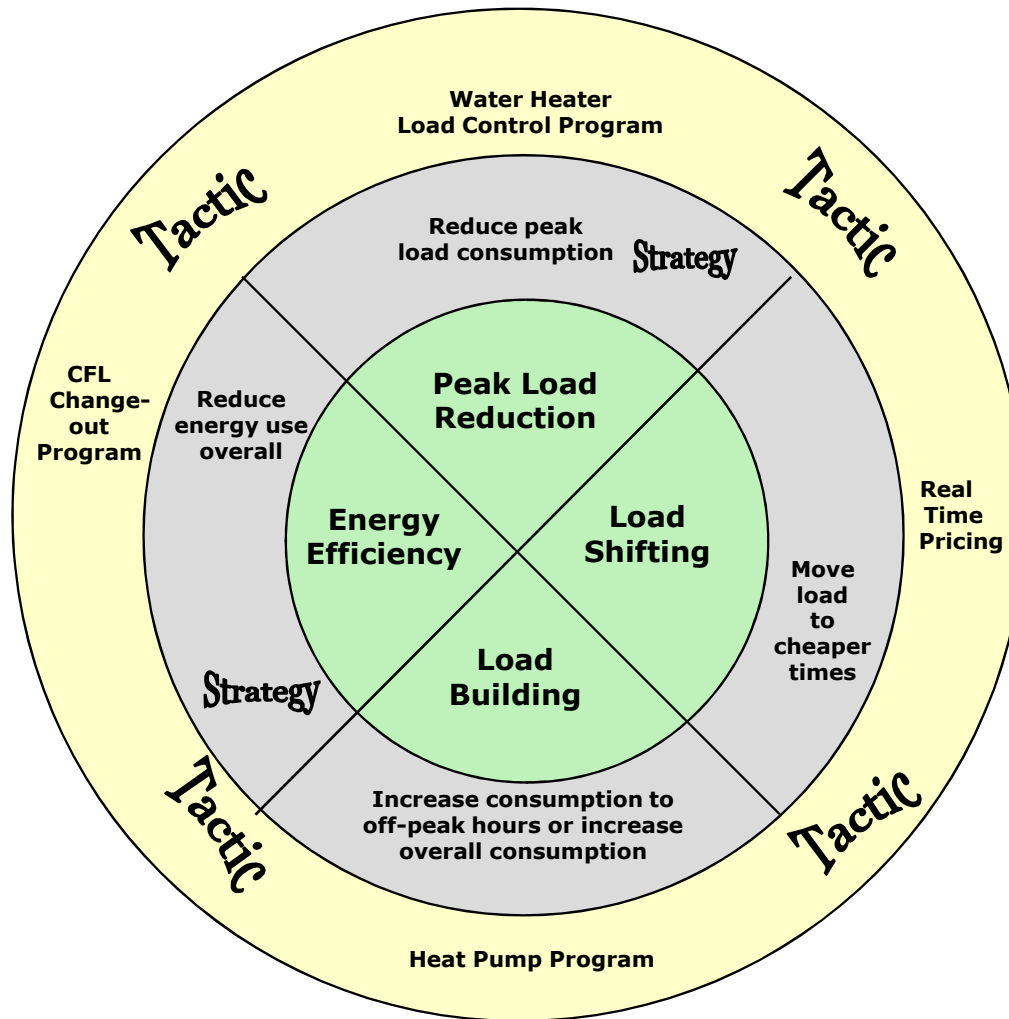 Water Heater
Load Control Program
Tactic
Tactic
Reduce peak
load consumption
Strategy
CFL
Change-
out
Program
Reduce
energy use
overall
Peak Load
Reduction
Energy
Efficiency
Load
Shifting
Real
Time
Pricing
Move
load
to
cheaper
times
Load
Building
Strategy
Tactic
Increase consumption to
off-peak hours or increase
overall consumption
Tactic
Heat Pump Program